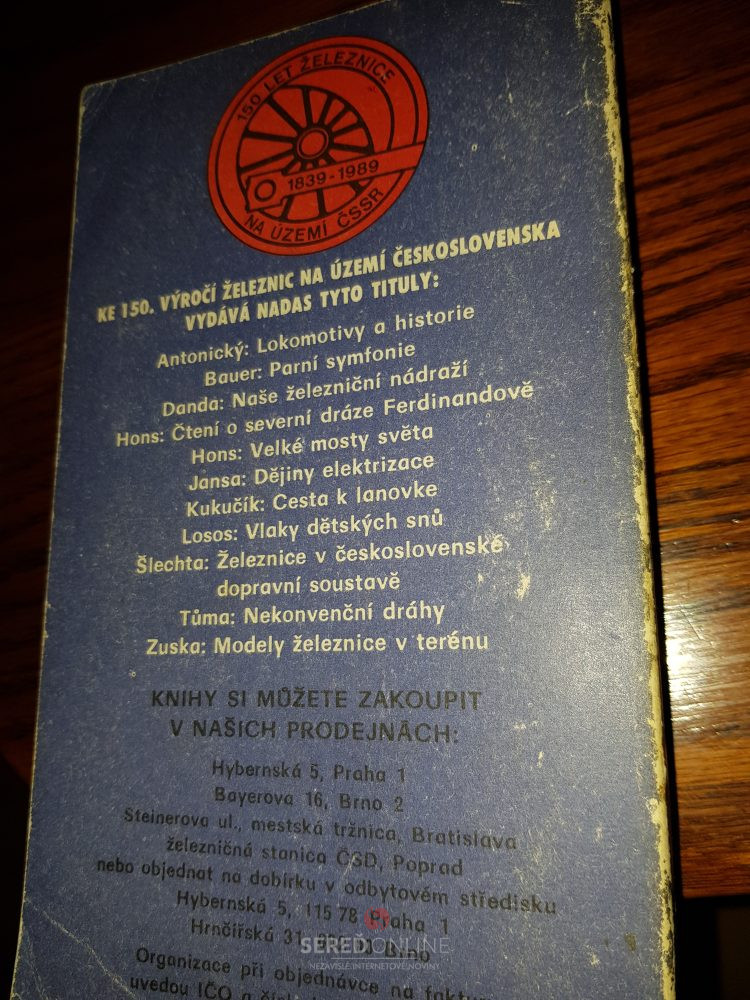 150 LET ŽELEZNICE
1839-1989
NA ÚZEMÍ ČSSR
KE 150. VÝROČÍ ŽELEZNIC NA ÚZEMÍ ČESKOSLOVENSKA
VYDÁVÁ NADAS TYTO TITULY:
Antonický: Lokomotivy a historie
Bauer: Parní symfonie
Danda: Naše železniční nádraží
Hons: Čtení o severní dráze Ferdinandově
Hons: Velké mosty světa
Jansa: Dějiny elektrizace
Kukučík: Cesta k lanovke
Losos: Vlaky dětských snů
Šlechta: Železnice v československé
dopravní soustavě
Tůma: Nekonvenční dráhy
Zuska: Modely železnice v terénu
KNIHY SI MŮŽETE ZAKOUPIT
V NAŠICH PRODEJNÁCH:
Hybernská 5, Praha 1
Bayerova 16, Brno 2
Steinerova ul., mestská tržnica, Bratislava
železničná stanica ČSD, Poprad
nebo objednat na dobírku v odbytovém středisku
Hybernská 5, 115 78 Praha 1
Hrnčířská 31, Brno
SEREĎONLINE
NEZÁVISLÉ INTERNETOVÉ NOVINY
Organizace při objednávce na
uvedou IČO a